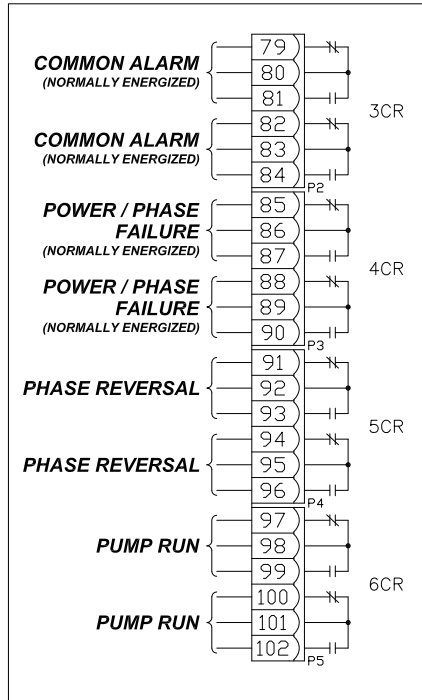 79
COMMON ALARM
80
(NORMALLY ENERGIZED)
81
3CR
82
COMMON ALARM
83
(NORMALLY ENERGIZED)
84
P2
85
POWER / PHASE
FAILURE
86
(NORMALLY ENERGIZED)
87
4CR
88
POWER / PHASE
FAILURE
89
(NORMALLY ENERGIZED)
90
P3
91
PHASE REVERSAL
92
93
5CR
94
PHASE REVERSAL
95
96
P4
97
PUMP RUN
98
99
6CR
100
PUMP RUN
101
102
P5